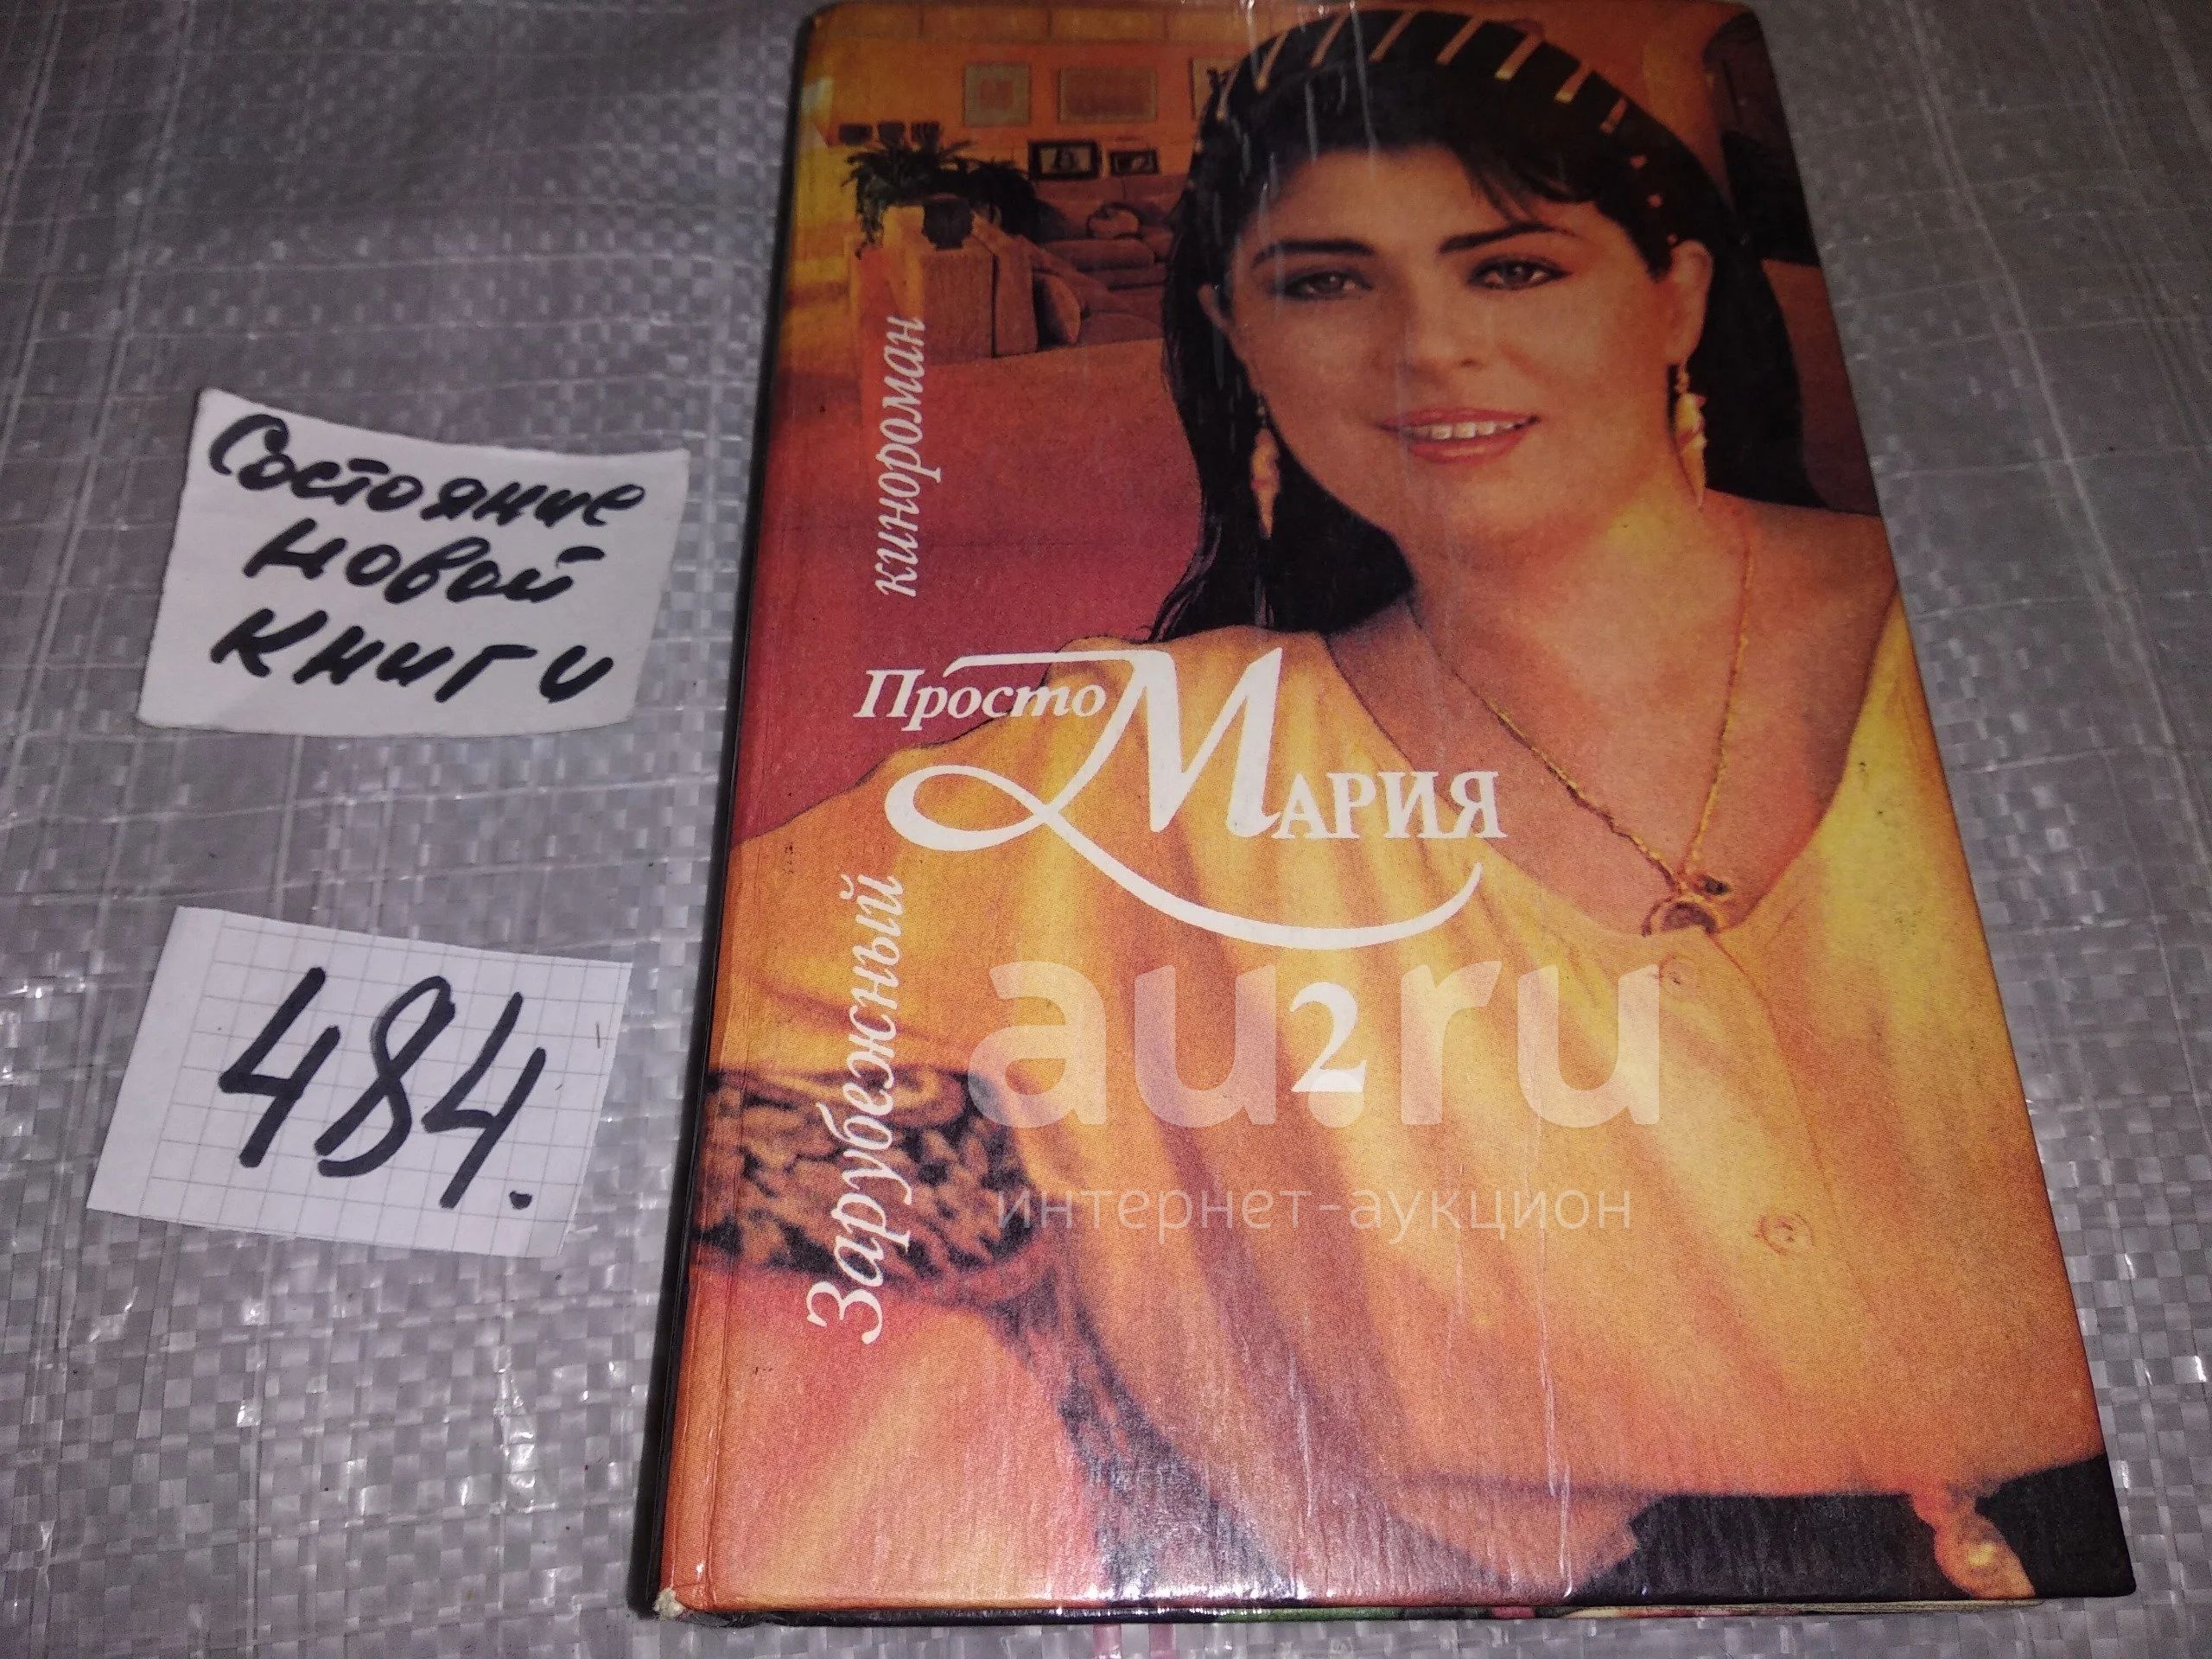 Состояние
новой
книги
484.
Зарубежный кинороман
Просто
Мария
2
au.ru
интернет-аукцион